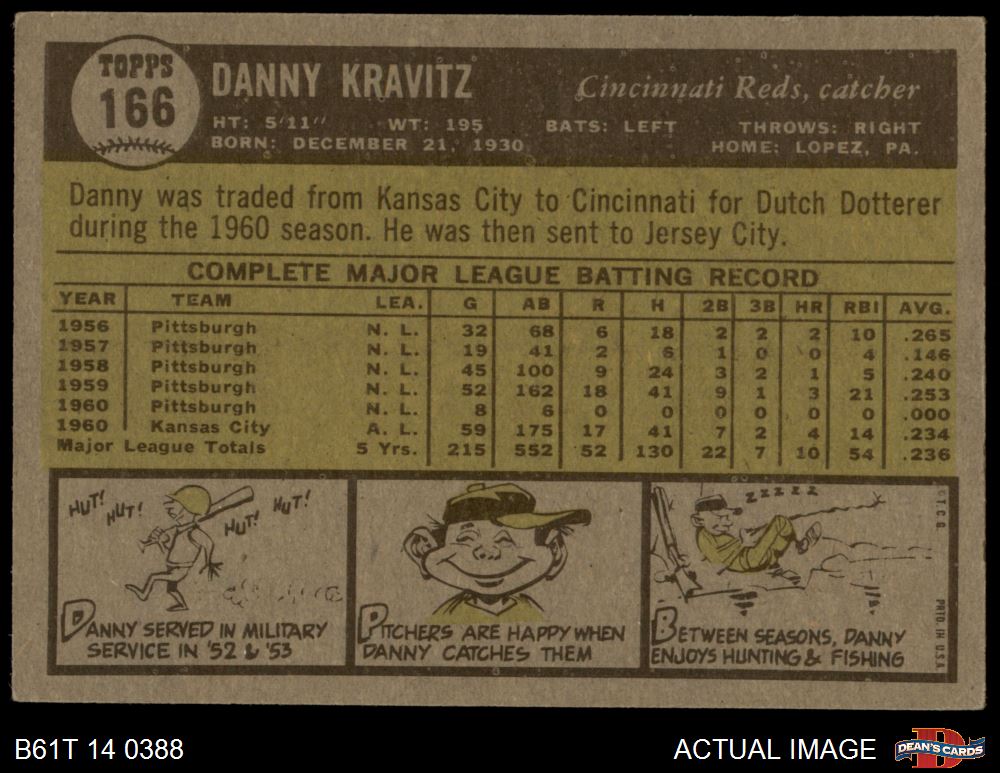 TOPPS
166
DANNY KRAVITZ
Cincinnati Reds, catcher
HT: 5'11" WT: 195 BATS: LEFT THROWS: RIGHT
BORN: DECEMBER 21, 1930 HOME: LOPEZ, PA.
Danny was traded from Kansas City to Cincinnati for Dutch Dotterer
during the 1960 season. He was then sent to Jersey City.
COMPLETE MAJOR LEAGUE BATTING RECORD
YEAR TEAM LEA. G AB R H 2B 3B HR RBI AVG.
1956 Pittsburgh N. L. 32 68 6 18 2 2 2 10 .265
1957 Pittsburgh N. L. 19 41 2 6 1 0 0 4 .146
1958 Pittsburgh N. L. 45 100 9 24 3 2 1 5 .240
1959 Pittsburgh N. L. 52 162 18 41 9 1 3 21 .253
1960 Pittsburgh N. L. 8 6 0 0 0 0 0 0 .000
1960 Kansas City A. L. 59 175 17 41 7 2 4 14 .234
Major League Totals 5 Yrs. 215 552 52 130 22 7 10 54 .236
HUT! HUT! HUT! HUT!
DANNY SERVED IN MILITARY
SERVICE IN '52 & '53
PITCHERS ARE HAPPY WHEN
DANNY CATCHES THEM
ZZZZZ
BETWEEN SEASONS, DANNY
ENJOYS HUNTING & FISHING
© T.C.G. PRTD. IN U.S.A.
B61T 14 0388
ACTUAL IMAGE
D
DEAN'S CARDS